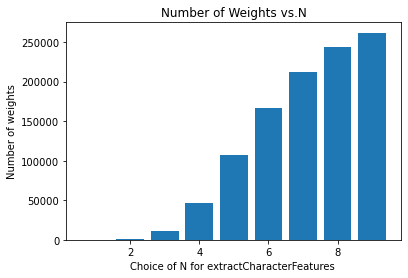 Number of Weights vs.N
250000
200000
150000
100000
50000
0
Number of weights
2 4 6 8
Choice of N for extractCharacterFeatures